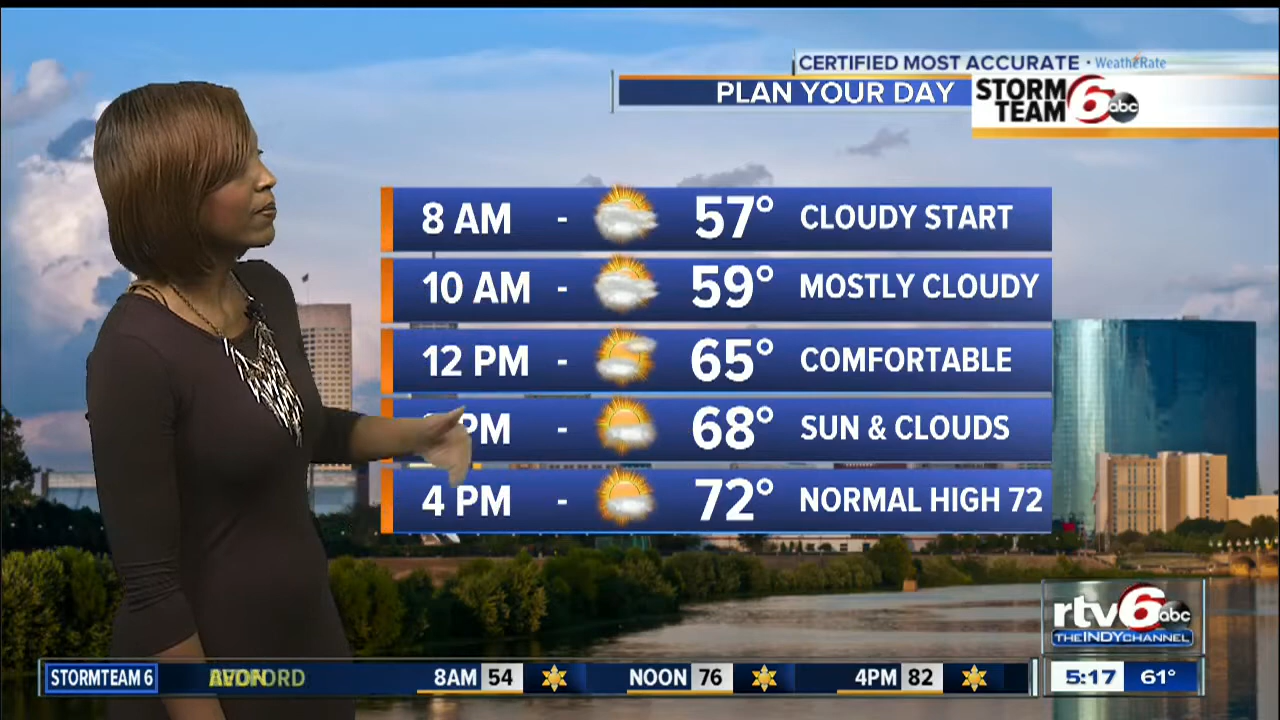 CERTIFIED MOST ACCURATE • WeatheRate
PLAN YOUR DAY
STORM TEAM 6 abc
8 AM - 57° CLOUDY START
10 AM - 59° MOSTLY CLOUDY
12 PM - 65° COMFORTABLE
PM - 68° SUN & CLOUDS
4 PM - 72° NORMAL HIGH 72
rtv6 abc
THEINDYCHANNEL
STORMTEAM 6 8AM 54 NOON 76 4PM 82 5:17 61°